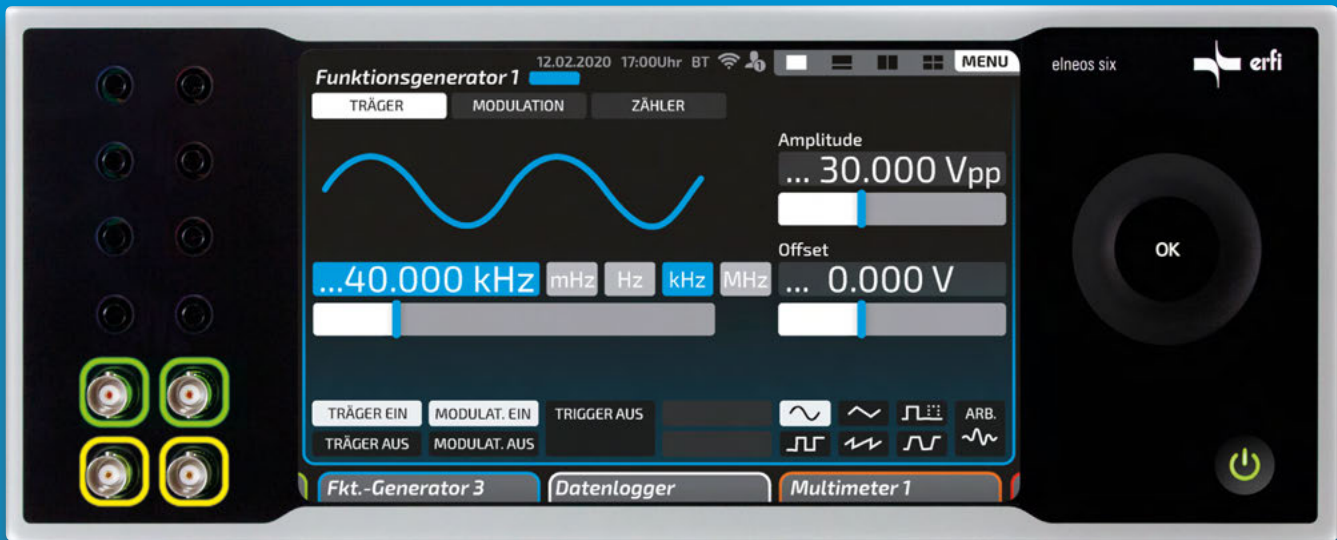 12.02.2020 17:00Uhr BT
1
MENU
elneos six
erfi
Funktionsgenerator 1
TRÄGER
MODULATION
ZÄHLER
Amplitude
... 30.000 Vpp
Offset
...40.000 kHz
mHz
Hz
kHz
MHz
... 0.000 V
OK
TRÄGER EIN
MODULAT. EIN
TRIGGER AUS
ARB.
TRÄGER AUS
MODULAT. AUS
Fkt.-Generator 3
Datenlogger
Multimeter 1